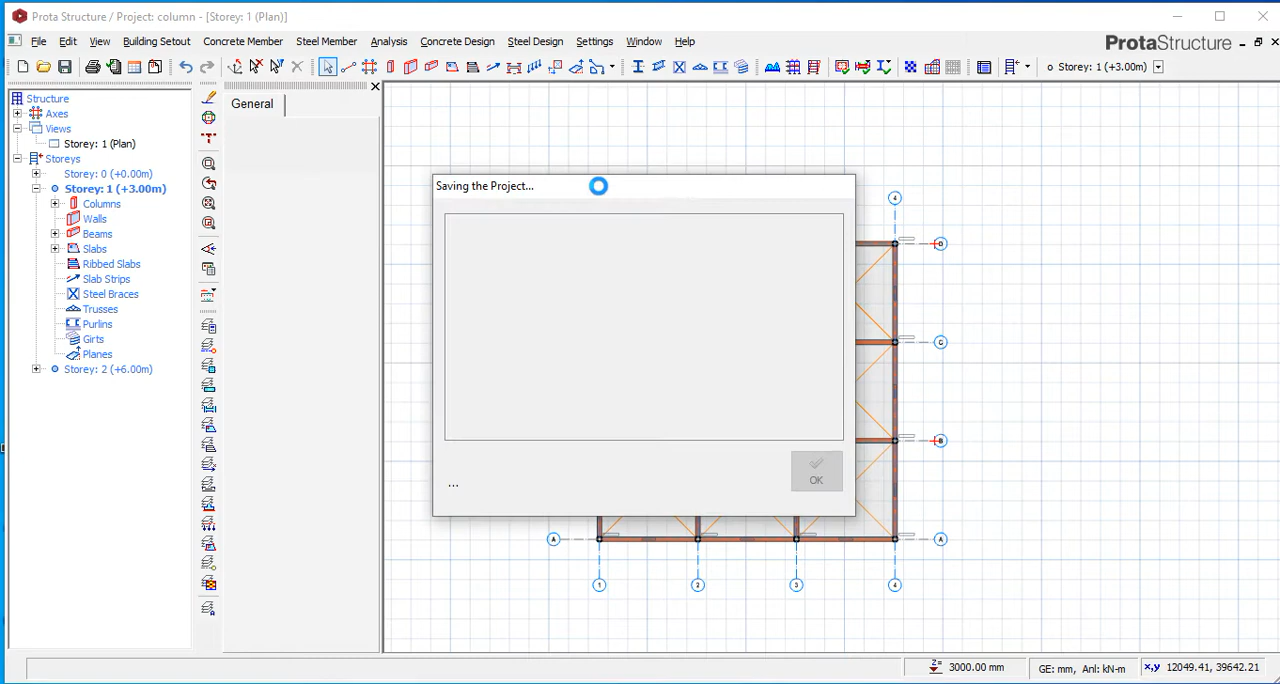 Prota Structure / Project: column - [Storey: 1 (Plan)]
File Edit View Building Setout Concrete Member Steel Member Analysis Concrete Design Steel Design Settings Window Help
ProtaStructure
Storey: 1 (+3.00m)
Structure
Axes
Views
Storey: 1 (Plan)
Storeys
Storey: 0 (+0.00m)
Storey: 1 (+3.00m)
Columns
Walls
Beams
Slabs
Ribbed Slabs
Slab Strips
Steel Braces
Trusses
Purlins
Girts
Planes
Storey: 2 (+6.00m)
General
Saving the Project...
...
OK
4
D
C
B
A A
1 2 3 4
Z= 3000.00 mm
GE: mm, Anl: kN-m
x,y 12049.41, 39642.21